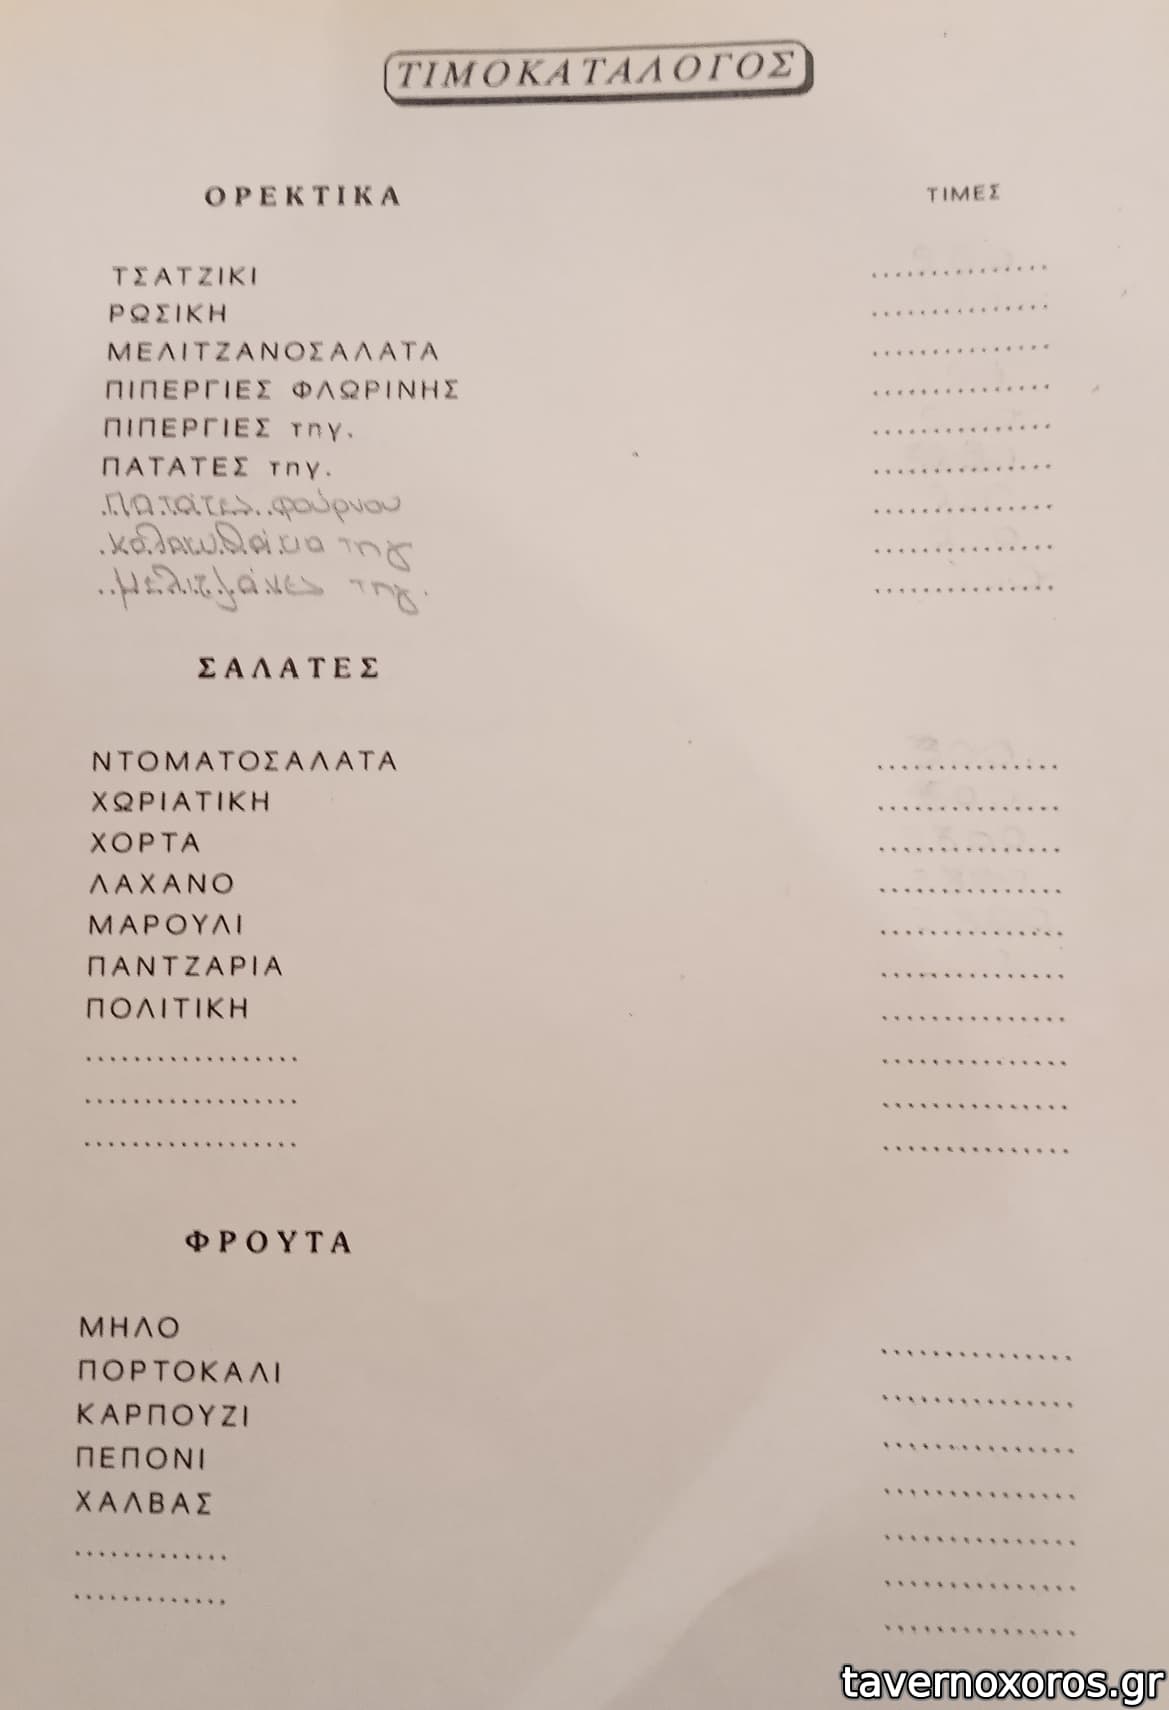 ΤΙΜΟΚΑΤΑΛΟΓΟΣ
ΟΡΕΚΤΙΚΑ ΤΙΜΕΣ
ΤΣΑΤΖΙΚΙ ...............
ΡΩΣΙΚΗ ...............
ΜΕΛΙΤΖΑΝΟΣΑΛΑΤΑ ...............
ΠΙΠΕΡΓΙΕΣ ΦΛΩΡΙΝΗΣ ...............
ΠΙΠΕΡΓΙΕΣ τηγ. ...............
ΠΑΤΑΤΕΣ τηγ. ...............
Πατάτες φούρνου ...............
κολοκυθάκια τηγ ...............
μελιτζάνες τηγ. ...............
ΣΑΛΑΤΕΣ
ΝΤΟΜΑΤΟΣΑΛΑΤΑ ...............
ΧΩΡΙΑΤΙΚΗ ...............
ΧΟΡΤΑ ...............
ΛΑΧΑΝΟ ...............
ΜΑΡΟΥΛΙ ...............
ΠΑΝΤΖΑΡΙΑ ...............
ΠΟΛΙΤΙΚΗ ...............
.................. ...............
.................. ...............
.................. ...............
ΦΡΟΥΤΑ
ΜΗΛΟ ...............
ΠΟΡΤΟΚΑΛΙ ...............
ΚΑΡΠΟΥΖΙ ...............
ΠΕΠΟΝΙ ...............
ΧΑΛΒΑΣ ...............
............. ...............
............. ...............
tavernoxoros.gr